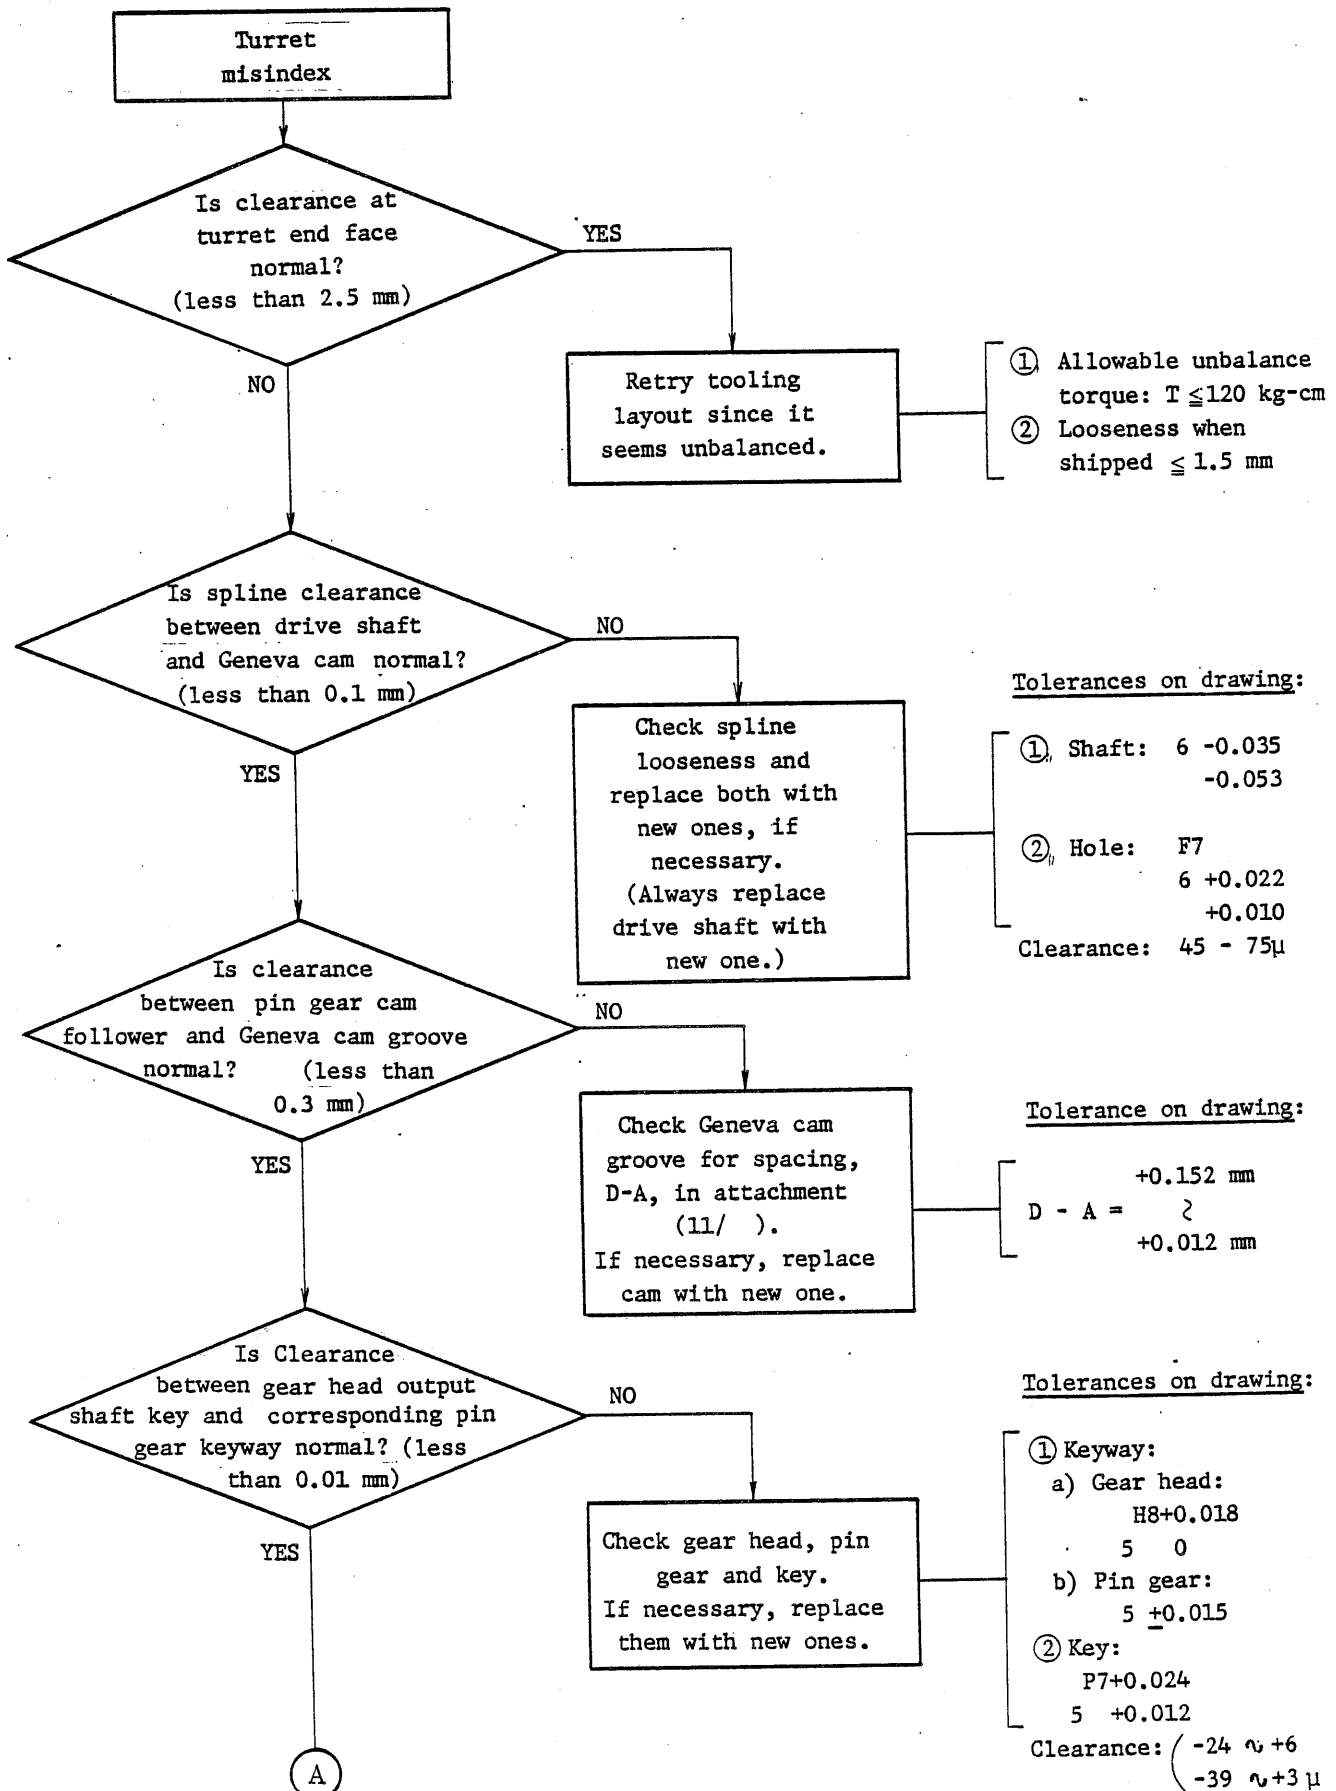 Turret
misindex
Is clearance at
turret end face
normal?
(less than 2.5 mm)
YES
NO
Retry tooling
layout since it
seems unbalanced.
① Allowable unbalance
torque: T ≦120 kg-cm
② Looseness when
shipped ≦ 1.5 mm
Is spline clearance
between drive shaft
and Geneva cam normal?
(less than 0.1 mm)
NO
YES
Check spline
looseness and
replace both with
new ones, if
necessary.
(Always replace
drive shaft with
new one.)
Tolerances on drawing:
① Shaft: 6 -0.035
-0.053
② Hole: F7
6 +0.022
+0.010
Clearance: 45 - 75μ
Is clearance
between pin gear cam
follower and Geneva cam groove
normal? (less than
0.3 mm)
NO
YES
Check Geneva cam
groove for spacing,
D-A, in attachment
(11/ ).
If necessary, replace
cam with new one.
Tolerance on drawing:
+0.152 mm
D - A = ~
+0.012 mm
Is Clearance
between gear head output
shaft key and corresponding pin
gear keyway normal? (less
than 0.01 mm)
NO
YES
Check gear head, pin
gear and key.
If necessary, replace
them with new ones.
Tolerances on drawing:
① Keyway:
a) Gear head:
H8+0.018
5 0
b) Pin gear:
5 ±0.015
② Key:
P7+0.024
5 +0.012
Clearance: ( -24 ~ +6
-39 ~ +3 μ
A